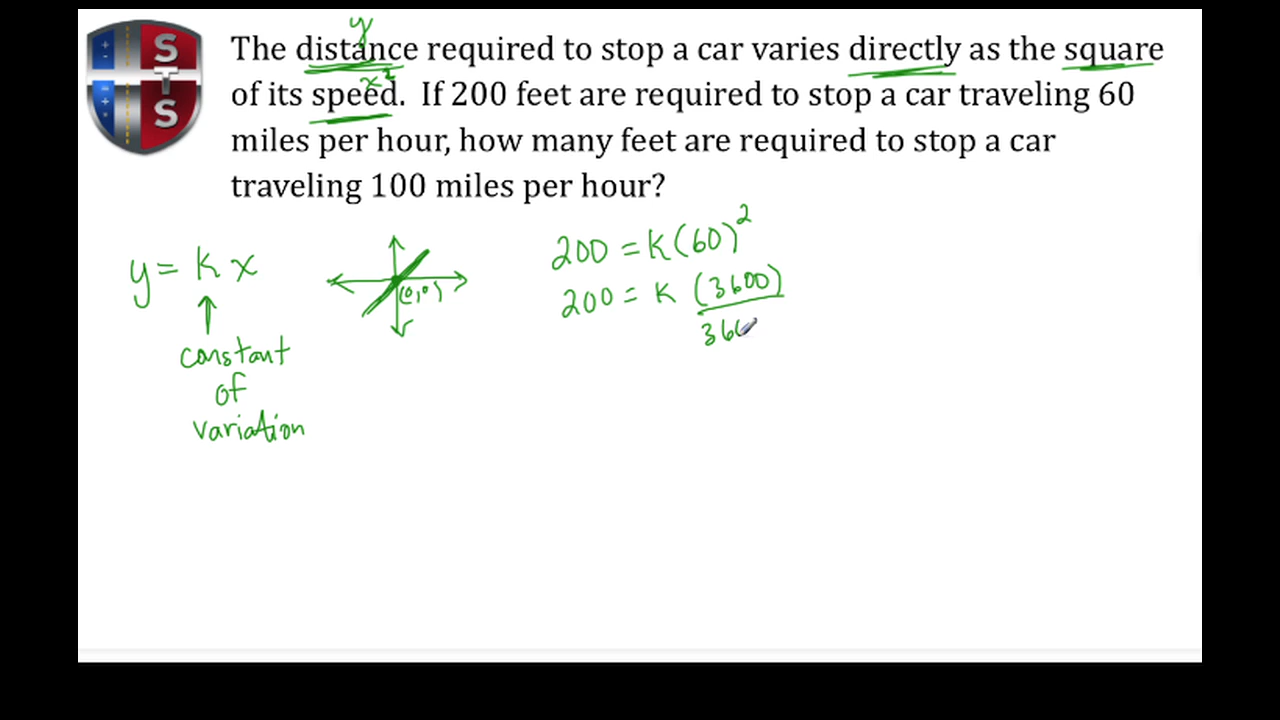 y
The distance required to stop a car varies directly as the square
x²
of its speed. If 200 feet are required to stop a car traveling 60
miles per hour, how many feet are required to stop a car
traveling 100 miles per hour?
STS
y = K x
(0,0)
constant
of
variation
200 = K(60)²
200 = K (3600)
360